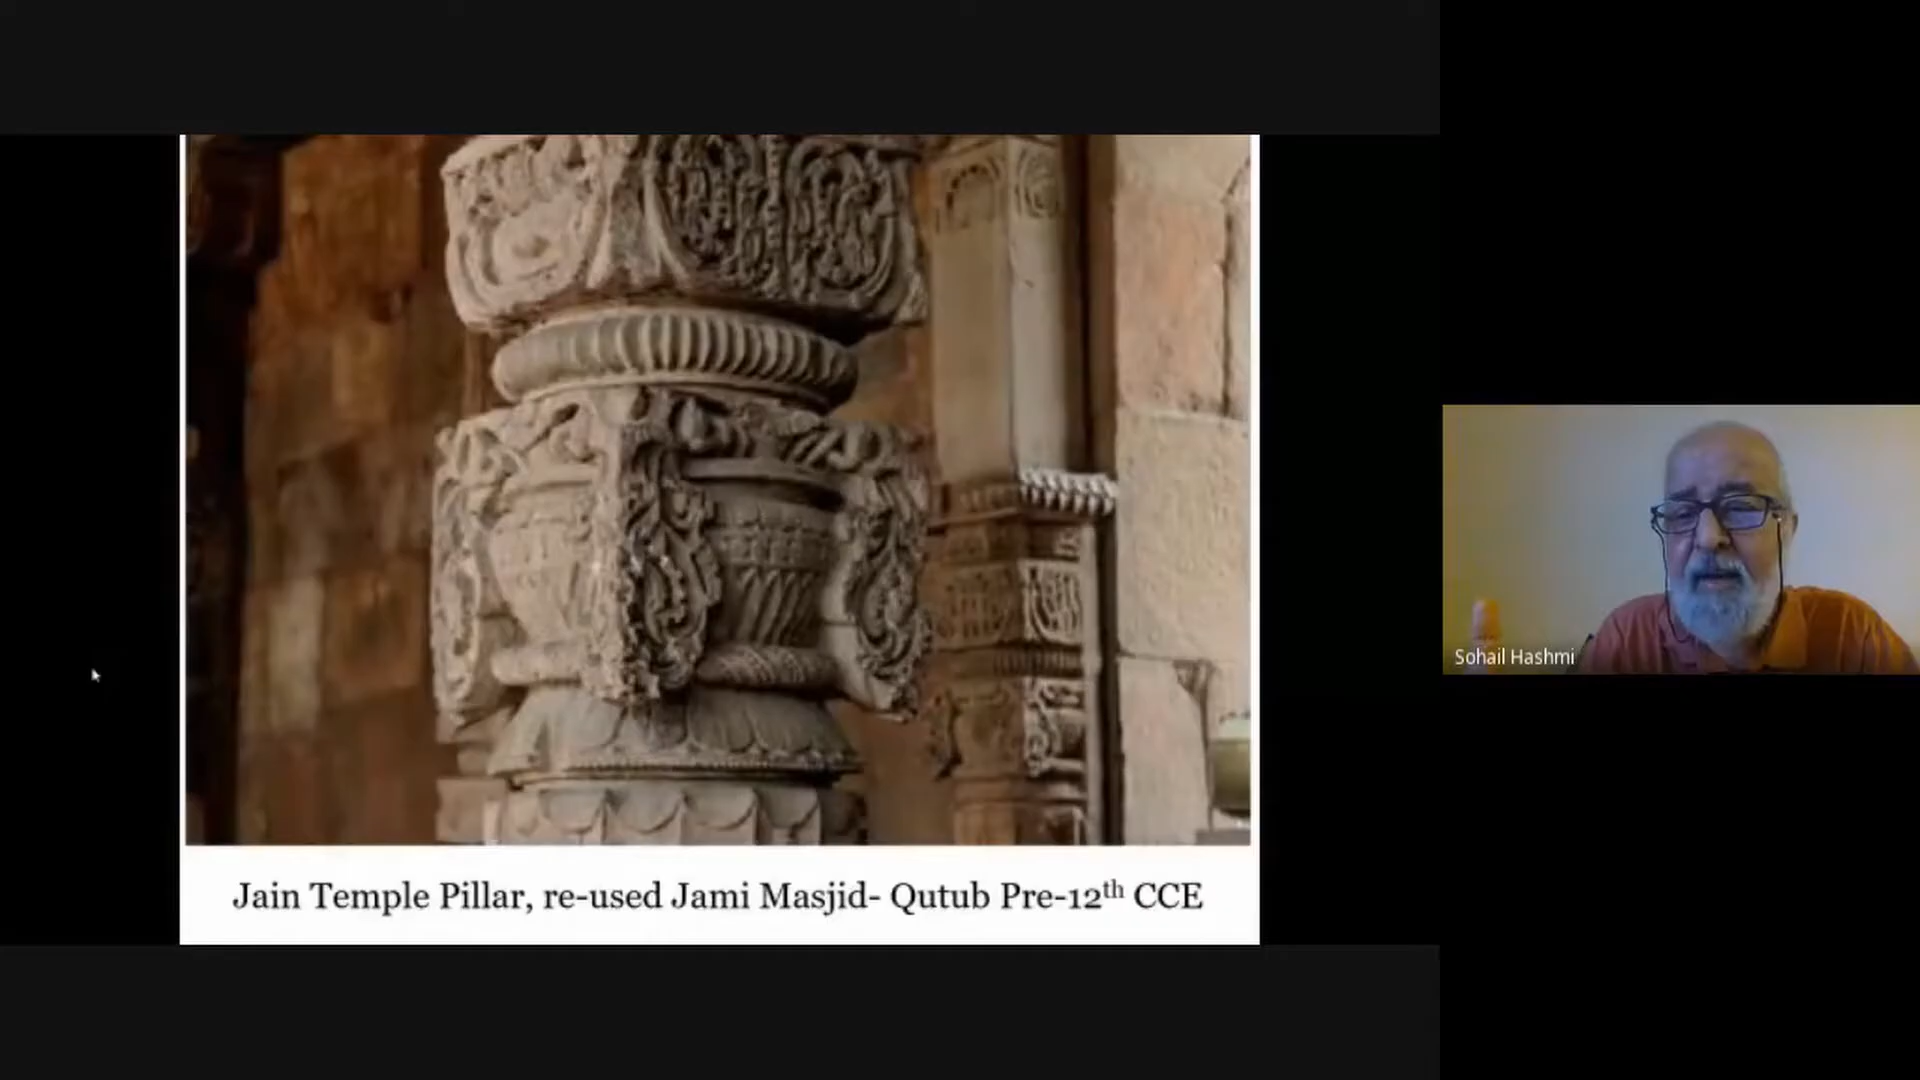 Jain Temple Pillar, re-used Jami Masjid- Qutub Pre-12th CCE
Sohail Hashmi